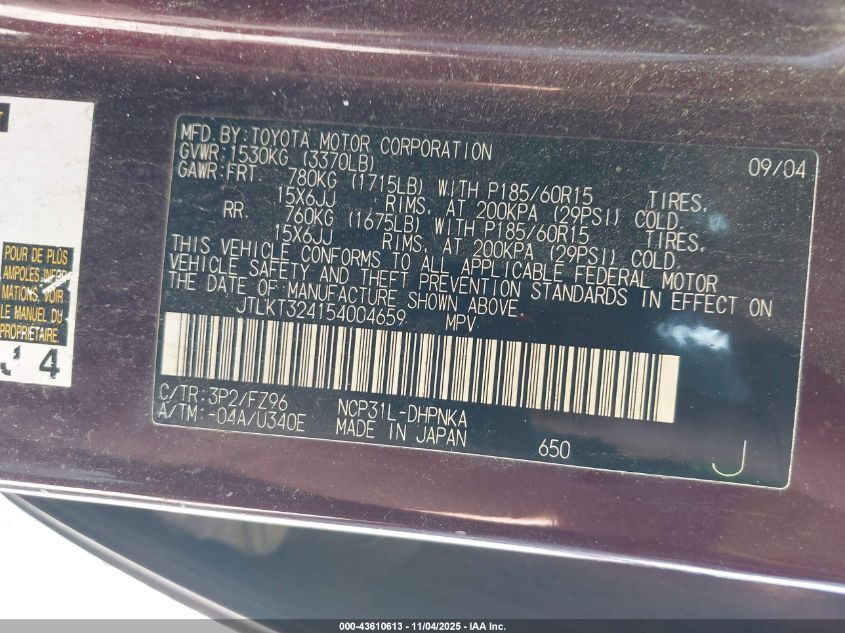 MFD. BY: TOYOTA MOTOR CORPORATION 09/04
GVWR: 1530KG (3370LB)
GAWR: FRT 780KG (1715LB) WITH P185/60R15 TIRES,
15X6JJ RIMS, AT 200KPA (29PSI) COLD.
RR 760KG (1675LB) WITH P185/60R15 TIRES,
15X6JJ RIMS, AT 200KPA (29PSI) COLD.
THIS VEHICLE CONFORMS TO ALL APPLICABLE FEDERAL MOTOR
VEHICLE SAFETY AND THEFT PREVENTION STANDARDS IN EFFECT ON
THE DATE OF MANUFACTURE SHOWN ABOVE.
JTLKT324154004659 MPV
C/TR: 3P2/FZ96 NCP31L-DHPNKA
A/TM: -04A/U340E MADE IN JAPAN 650 J
POUR DE PLUS
AMPLES INFOR
MATIONS, VOIR
LE MANUEL DU
PROPRIETAIRE.
4
000-43610613 - 11/04/2025 - IAA Inc.